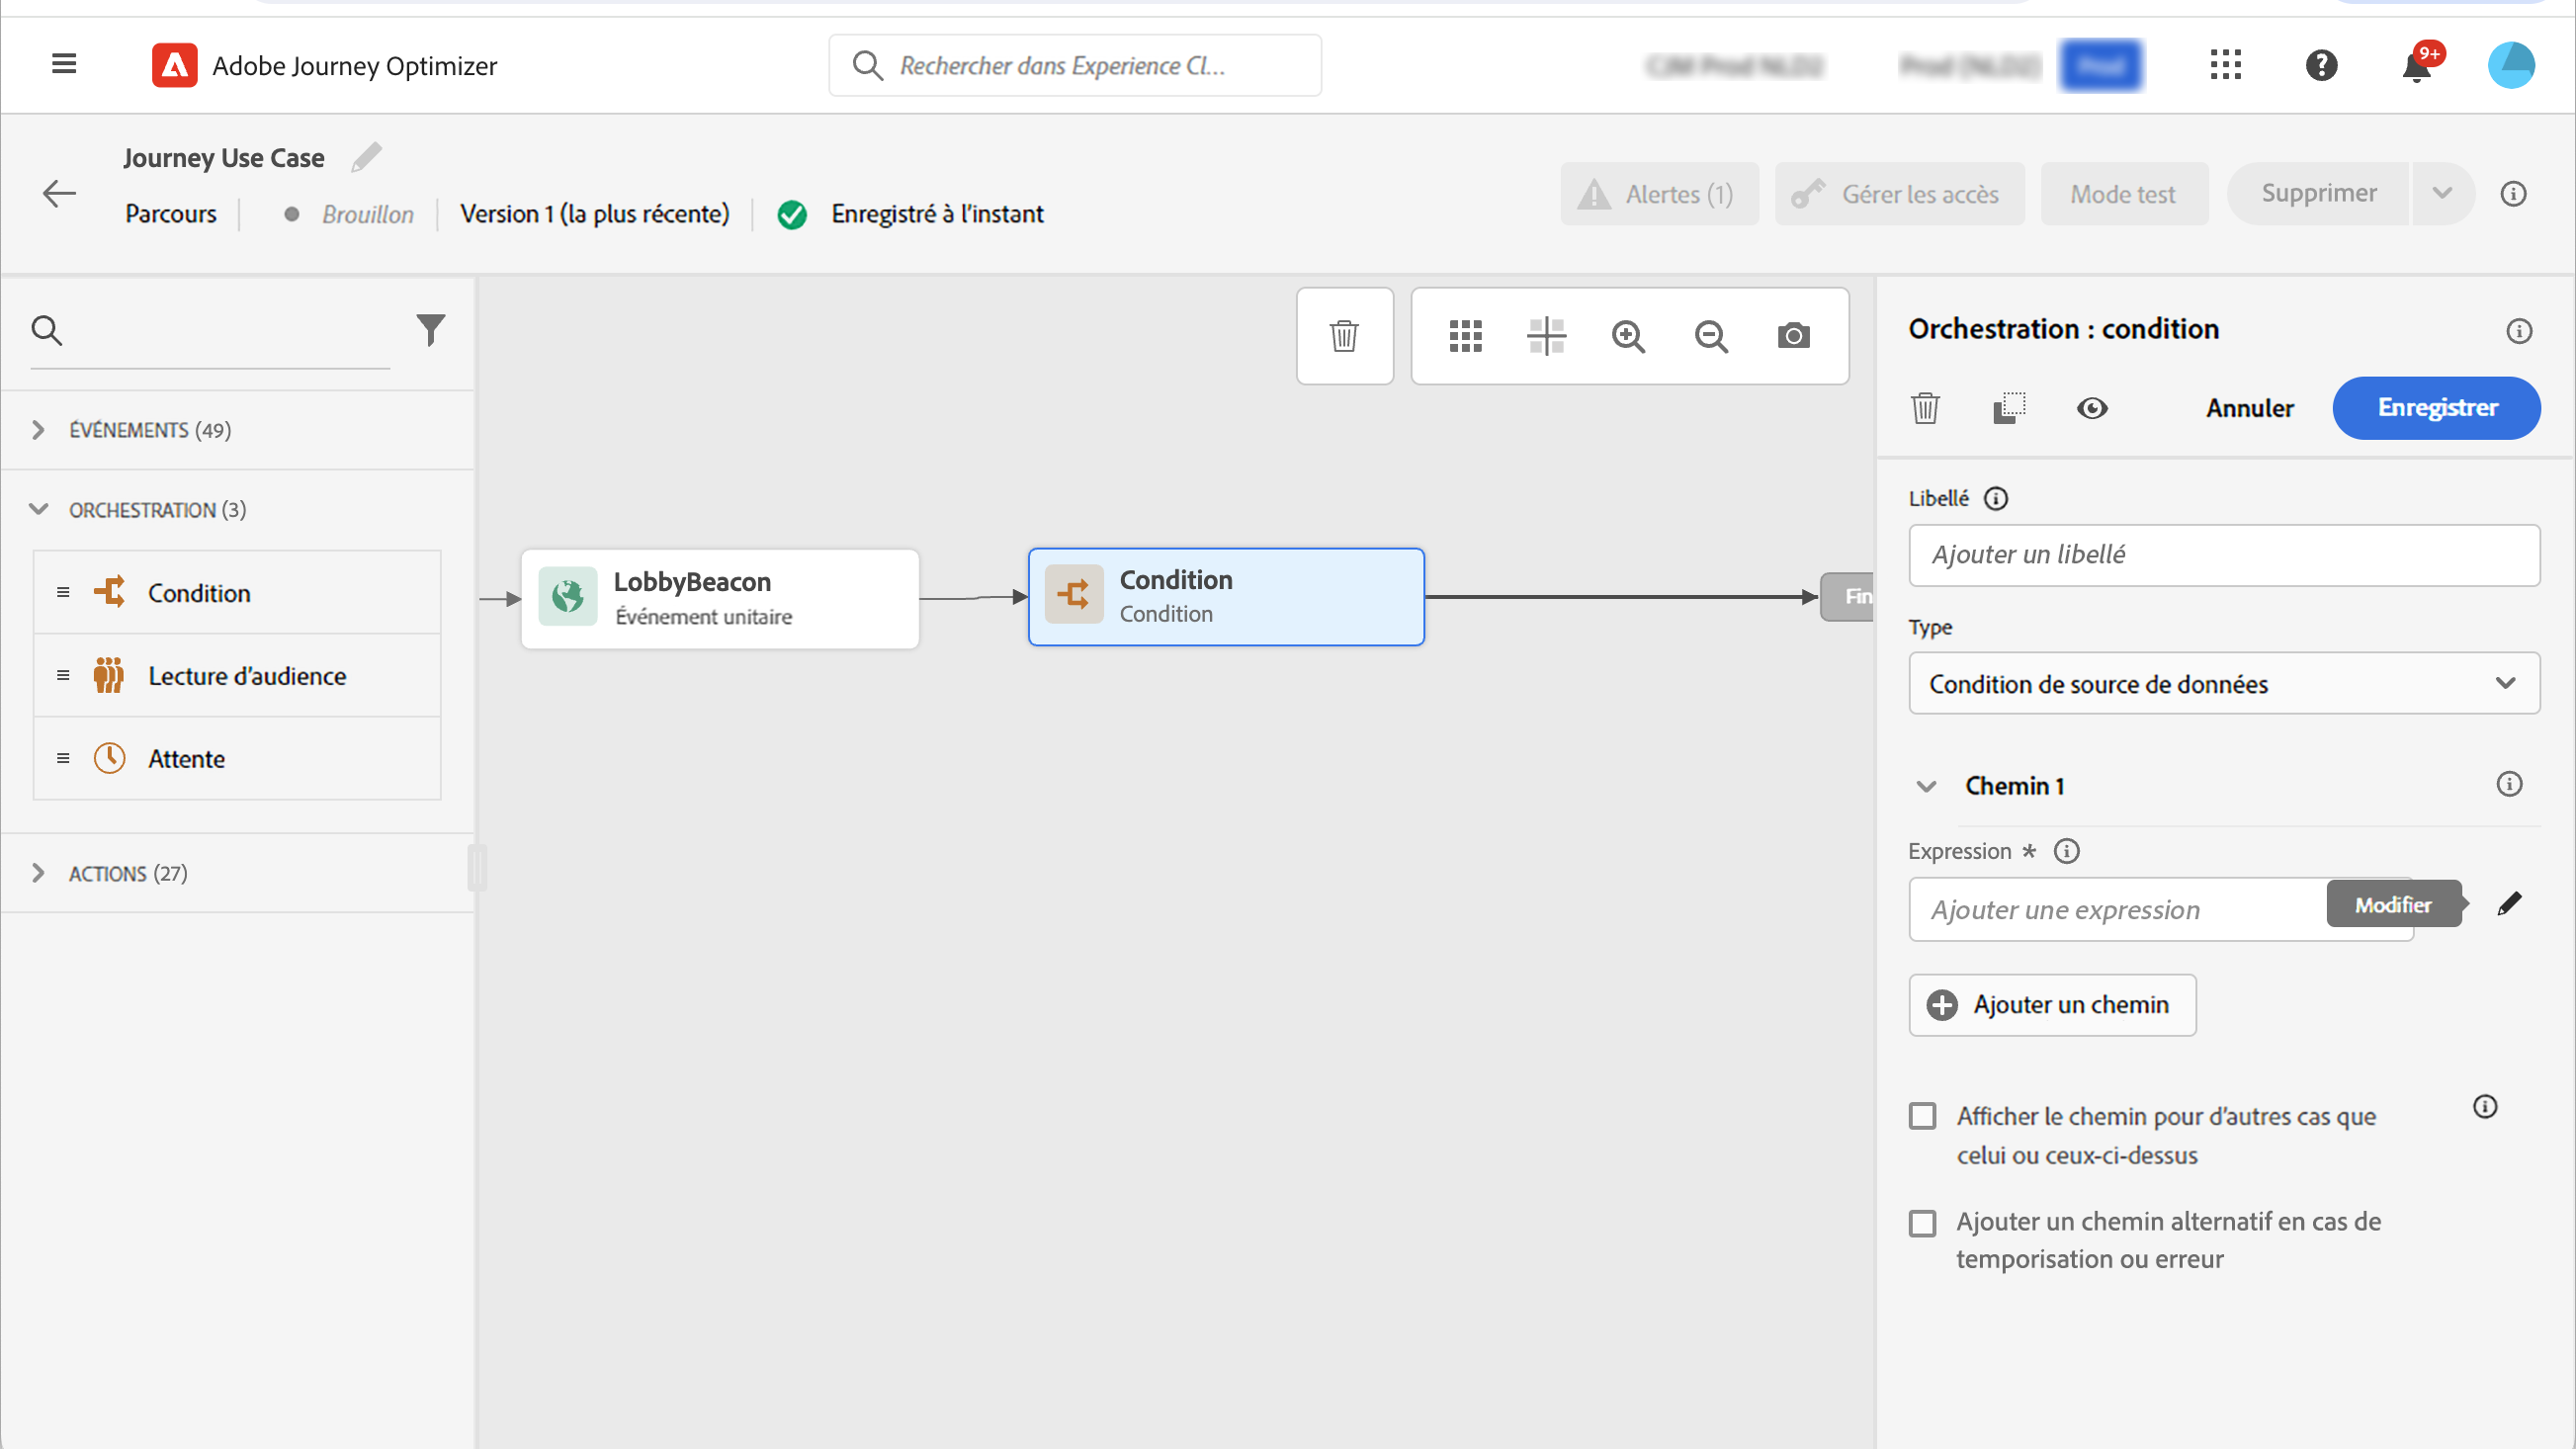 Adobe Journey Optimizer
Rechercher dans Experience Cl...
9+
Journey Use Case
Parcours
Brouillon
Version 1 (la plus récente)
Enregistré à l'instant
Alertes (1)
Gérer les accès
Mode test
Supprimer
ÉVÉNEMENTS (49)
ORCHESTRATION (3)
Condition
Lecture d'audience
Attente
ACTIONS (27)
LobbyBeacon
Événement unitaire
Condition
Condition
Fin
Orchestration : condition
Annuler
Enregistrer
Libellé
Ajouter un libellé
Type
Condition de source de données
Chemin 1
Expression *
Ajouter une expression
Modifier
Ajouter un chemin
Afficher le chemin pour d'autres cas que
celui ou ceux-ci-dessus
Ajouter un chemin alternatif en cas de
temporisation ou erreur